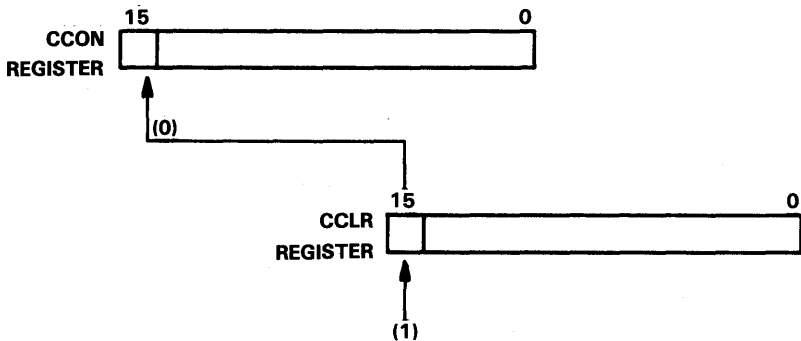 15 0
CCON
REGISTER
(0)
15 0
CCLR
REGISTER
(1)